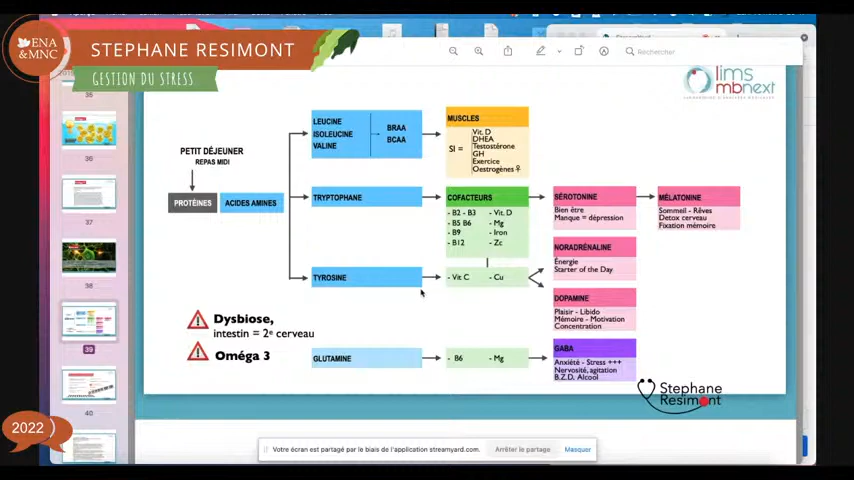 ENA
&MNC
STEPHANE RESIMONT
GESTION DU STRESS
Rechercher
lims
mbnext
35
36
37
38
39
40
PETIT DÉJEUNER
REPAS MIDI
PROTÉINES
ACIDES AMINES
LEUCINE
ISOLEUCINE
VALINE
BRAA
BCAA
MUSCLES
SI =
Vit. D
DHEA
Testostérone
GH
Exercice
Oestrogènes ♀
TRYPTOPHANE
COFACTEURS
- B2 - B3
- Vit. D
- B5 B6
- Mg
- B9
- Iron
- B12
- Zc
SÉROTONINE
Bien être
Manque = dépression
MÉLATONINE
Sommeil - Rêves
Detox cerveau
Fixation mémoire
NORADRÉNALINE
Énergie
Starter of the Day
TYROSINE
- Vit C
- Cu
DOPAMINE
Plaisir - Libido
Mémoire - Motivation
Concentration
Dysbiose,
intestin = 2e cerveau
Oméga 3
GLUTAMINE
- B6
- Mg
GABA
Anxiété - Stress +++
Nervosité, agitation
B.Z.D. Alcool
Stephane
Resimont
2022
Votre écran est partagé par le biais de l'application streamyard.com.
Arrêter le partage
Masquer